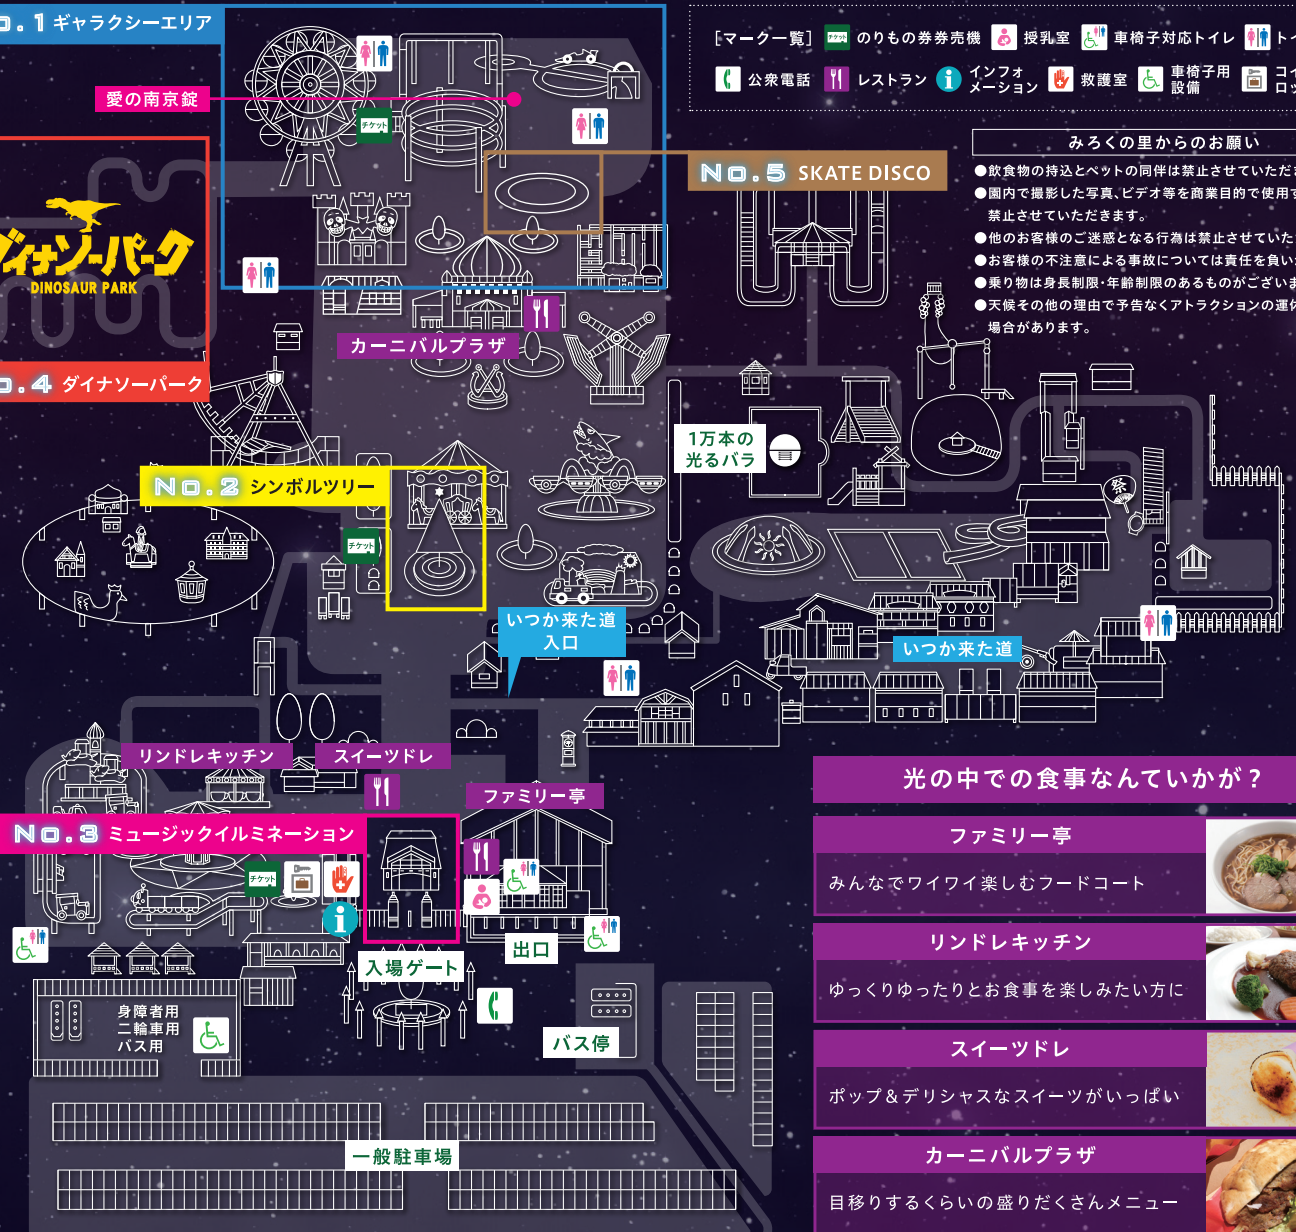 No.1 ギャラクシーエリア
愛の南京錠
チケット
[マーク一覧]
チケット のりもの券券売機
授乳室
車椅子対応トイレ
公衆電話
レストラン
インフォ
メーション
救護室
車椅子用
設備
No.5 SKATE DISCO
みろくの里からのお願い
●飲食物の持込とペットの同伴は禁止させていただ
●園内で撮影した写真、ビデオ等を商業目的で使用
禁止させていただきます。
●他のお客様のご迷惑となる行為は禁止させていた
●お客様の不注意による事故については責任を負い
●乗り物は身長制限・年齢制限のあるものがございま
●天候その他の理由で予告なくアトラクションの運休
場合があります。
ダイナソーパーク
DINOSAUR PARK
No.4 ダイナソーパーク
カーニバルプラザ
1万本の
光るバラ
No.2 シンボルツリー
チケット
祭
いつか来た道
入口
いつか来た道
リンドレキッチン
スイーツドレ
ファミリー亭
No.3 ミュージックイルミネーション
チケット
入場ゲート
出口
身障者用
二輪車用
バス用
バス停
一般駐車場
光の中での食事なんていかが？
ファミリー亭
みんなでワイワイ楽しむフードコート
リンドレキッチン
ゆっくりゆったりとお食事を楽しみたい方に
スイーツドレ
ポップ＆デリシャスなスイーツがいっぱい
カーニバルプラザ
目移りするくらいの盛りだくさんメニュー